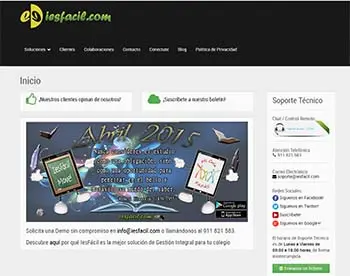 iesfacil.com
Soluciones Clientes Colaboraciones Contacto Conectate Blog Política de Privacidad
Inicio
¡Nuestros clientes opinan de nosotros!
¡Suscríbete a nuestro boletín!
Abril 2015
iesfacil.com
Solicita una Demo sin compromiso en info@iesfacil.com o llamándonos al 911 821 583.
Descubre aquí por qué IesFácil es la mejor solución de Gestión Integral para tu colegio
Soporte Técnico
Chat / Control Remoto
Atención Telefónica
911 821 583
Correo Electrónico
soporte@iesfacil.com
Redes Sociales
Síguenos en Facebook!
Síguenos en Twitter!
Suscríbete!
Síguenos en google+!
El horario de Soporte Técnico
es de Lunes a Viernes de
09:00 a 18:00 horas, de forma
ininterrumpida.